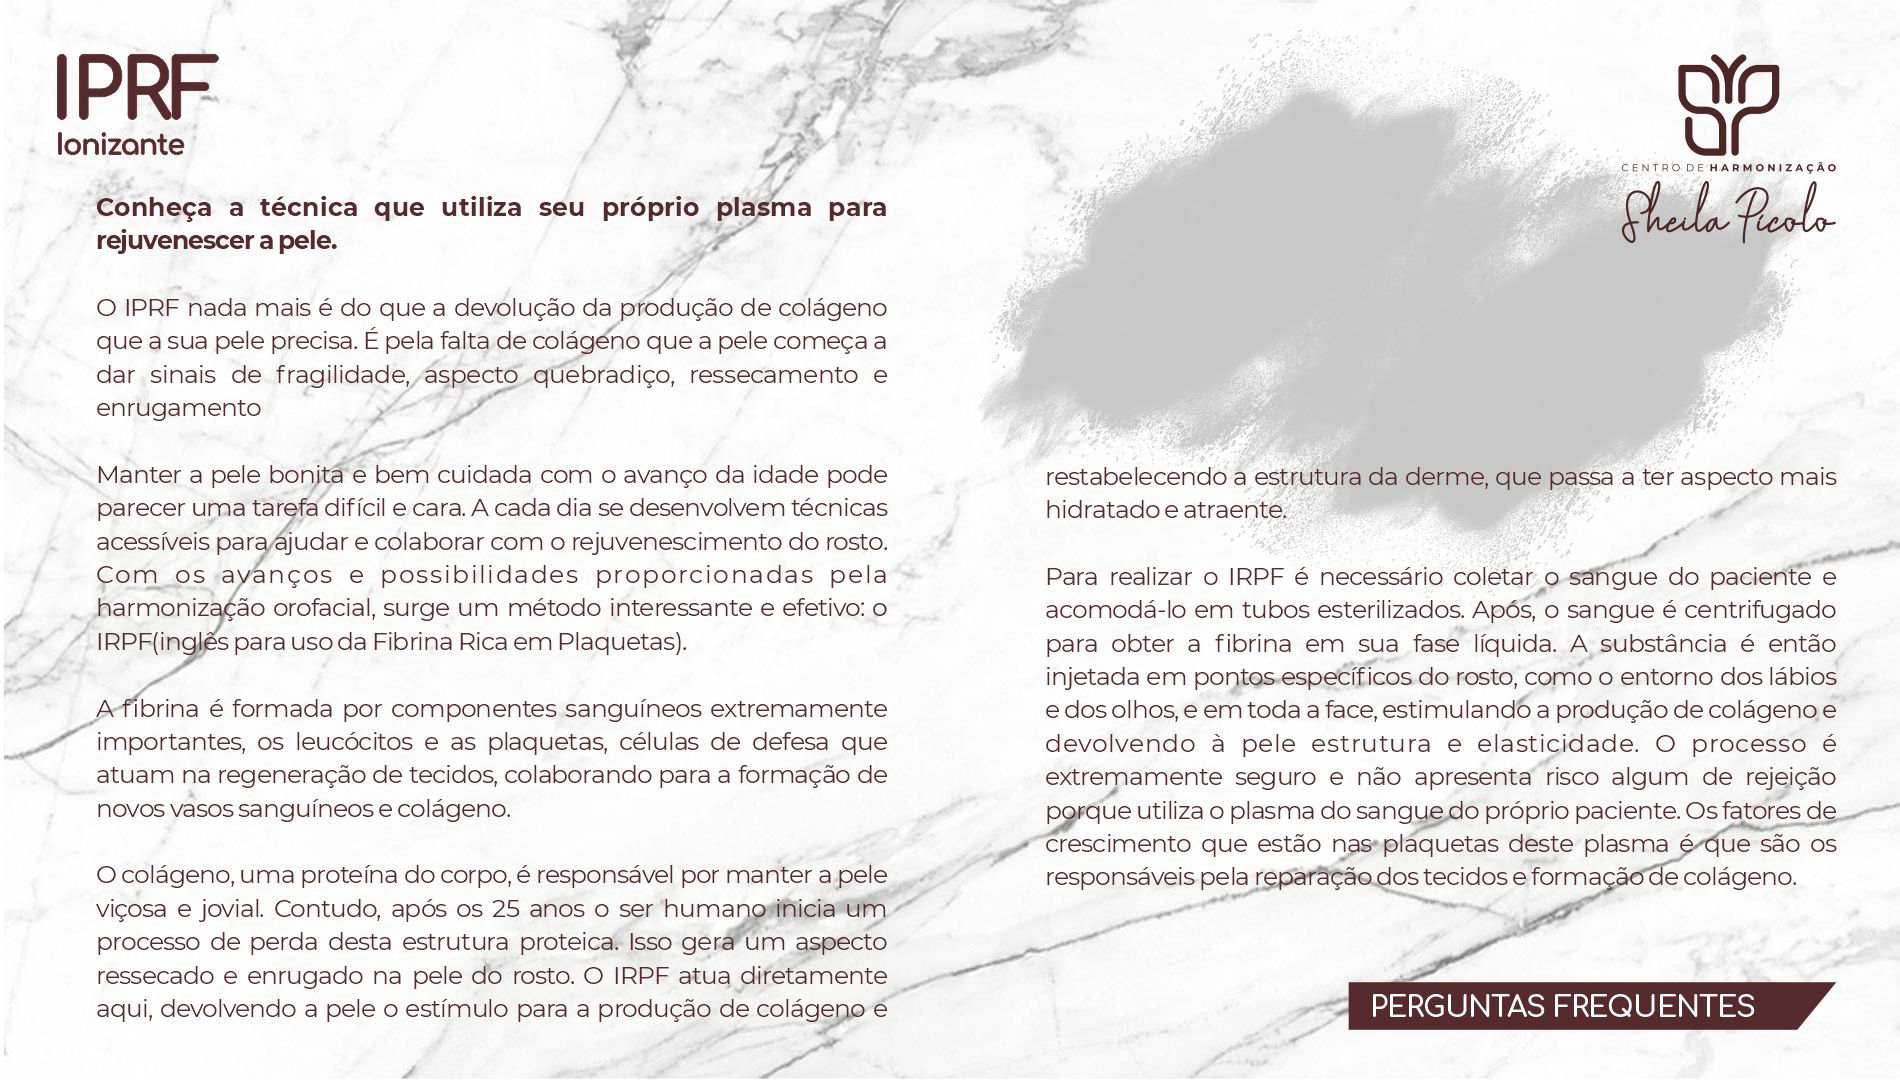 IPRF
Ionizante
Conheça a técnica que utiliza seu próprio plasma para
rejuvenescer a pele.
O IPRF nada mais é do que a devolução da produção de colágeno
que a sua pele precisa. É pela falta de colágeno que a pele começa a
dar sinais de fragilidade, aspecto quebradiço, ressecamento e
enrugamento
Manter a pele bonita e bem cuidada com o avanço da idade pode
parecer uma tarefa difícil e cara. A cada dia se desenvolvem técnicas
acessíveis para ajudar e colaborar com o rejuvenescimento do rosto.
Com os avanços e possibilidades proporcionadas pela
harmonização orofacial, surge um método interessante e efetivo: o
IRPF(inglês para uso da Fibrina Rica em Plaquetas).
A fibrina é formada por componentes sanguíneos extremamente
importantes, os leucócitos e as plaquetas, células de defesa que
atuam na regeneração de tecidos, colaborando para a formação de
novos vasos sanguíneos e colágeno.
O colágeno, uma proteína do corpo, é responsável por manter a pele
viçosa e jovial. Contudo, após os 25 anos o ser humano inicia um
processo de perda desta estrutura proteica. Isso gera um aspecto
ressecado e enrugado na pele do rosto. O IRPF atua diretamente
aqui, devolvendo a pele o estímulo para a produção de colágeno e
CENTRO DE HARMONIZAÇÃO
Sheila Picolo
restabelecendo a estrutura da derme, que passa a ter aspecto mais
hidratado e atraente.
Para realizar o IRPF é necessário coletar o sangue do paciente e
acomodá-lo em tubos esterilizados. Após, o sangue é centrifugado
para obter a fibrina em sua fase líquida. A substância é então
injetada em pontos específicos do rosto, como o entorno dos lábios
e dos olhos, e em toda a face, estimulando a produção de colágeno e
devolvendo à pele estrutura e elasticidade. O processo é
extremamente seguro e não apresenta risco algum de rejeição
porque utiliza o plasma do sangue do próprio paciente. Os fatores de
crescimento que estão nas plaquetas deste plasma é que são os
responsáveis pela reparação dos tecidos e formação de colágeno.
PERGUNTAS FREQUENTES